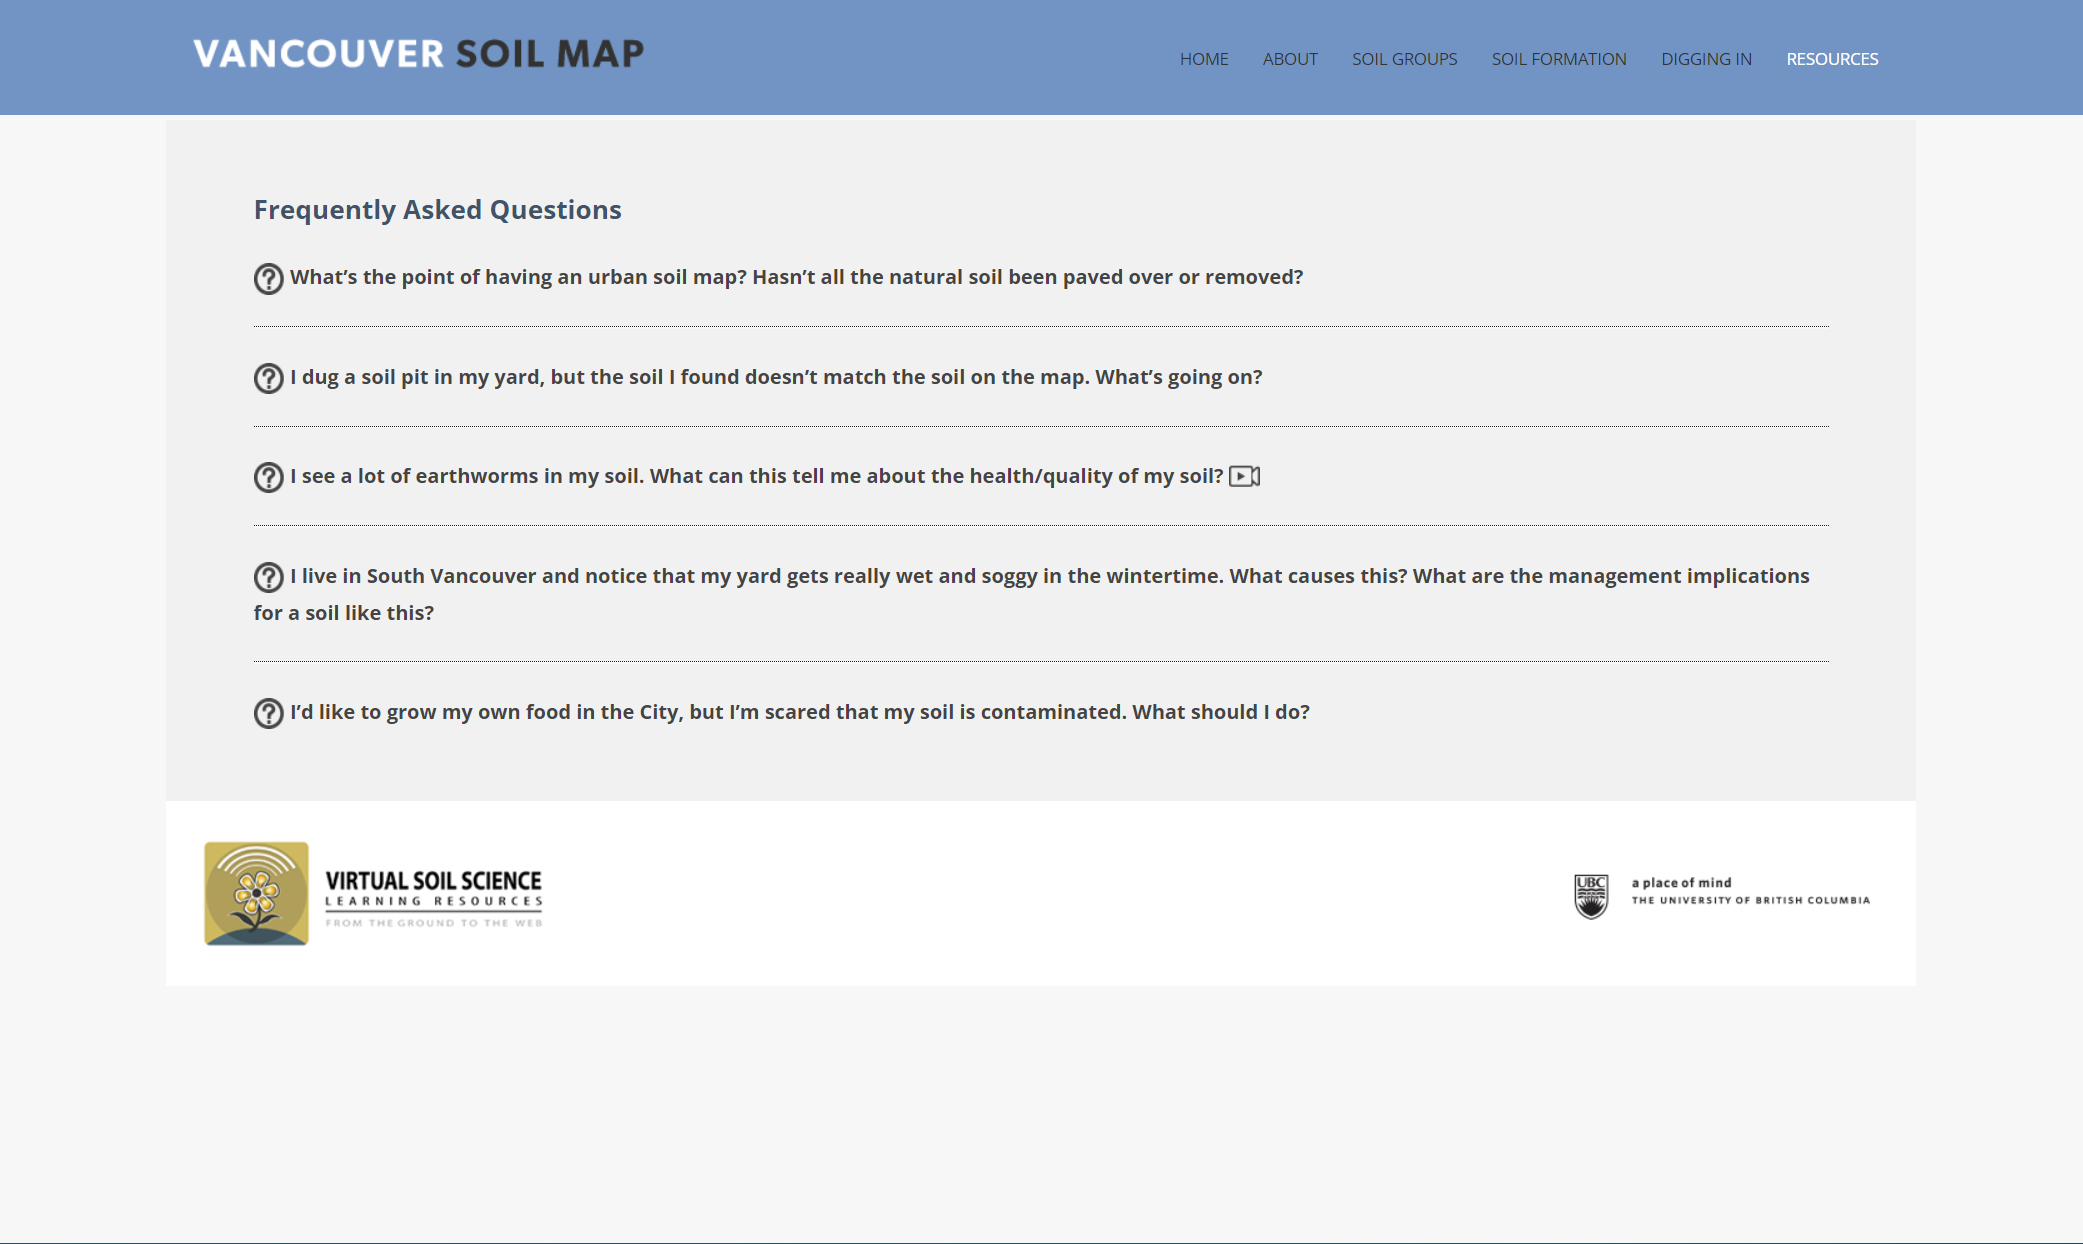 VANCOUVER SOIL MAP
HOME ABOUT SOIL GROUPS SOIL FORMATION DIGGING IN RESOURCES
Frequently Asked Questions
What’s the point of having an urban soil map? Hasn’t all the natural soil been paved over or removed?
I dug a soil pit in my yard, but the soil I found doesn’t match the soil on the map. What’s going on?
I see a lot of earthworms in my soil. What can this tell me about the health/quality of my soil?
I live in South Vancouver and notice that my yard gets really wet and soggy in the wintertime. What causes this? What are the management implications
for a soil like this?
I’d like to grow my own food in the City, but I’m scared that my soil is contaminated. What should I do?
VIRTUAL SOIL SCIENCE
LEARNING RESOURCES
FROM THE GROUND TO THE WEB
UBC
a place of mind
THE UNIVERSITY OF BRITISH COLUMBIA